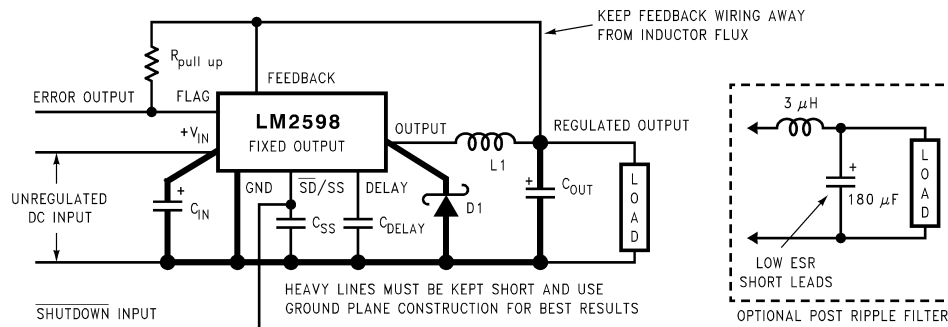 KEEP FEEDBACK WIRING AWAY
FROM INDUCTOR FLUX
Rpull up
FEEDBACK
ERROR OUTPUT
FLAG
+VIN
LM2598
FIXED OUTPUT
OUTPUT
L1
REGULATED OUTPUT
UNREGULATED
DC INPUT
+
CIN
GND
SD/SS
DELAY
CSS
CDELAY
D1
+
COUT
LOAD
HEAVY LINES MUST BE KEPT SHORT AND USE
GROUND PLANE CONSTRUCTION FOR BEST RESULTS
SHUTDOWN INPUT
3 μH
+
180 μF
LOAD
LOW ESR
SHORT LEADS
OPTIONAL POST RIPPLE FILTER